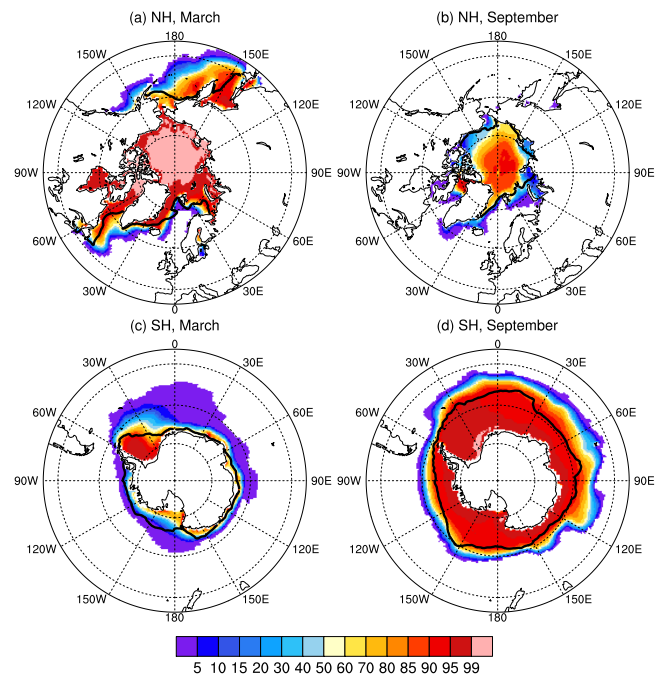 (a) NH, March
(b) NH, September
180
180
150W
150E
150W
150E
120W
120E
120W
120E
90W
90E
90W
90E
60W
60E
60W
60E
30W
30E
30W
30E
0
0
(c) SH, March
(d) SH, September
0
0
30W
30E
30W
30E
60W
60E
60W
60E
90W
90E
90W
90E
120W
120E
120W
120E
150W
150E
150W
150E
180
180
5 10 15 20 30 40 50 60 70 80 85 90 95 99